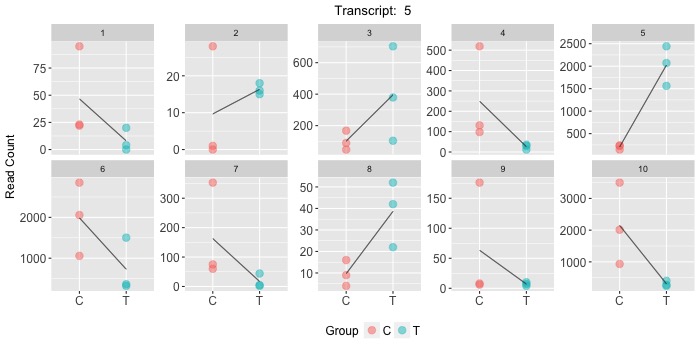 Transcript: 5
1 2 3 4 5
75 50 25 0
20 10 0
600 400 200
500 400 300 200 100 0
2500 2000 1500 1000 500
Read Count
6 7 8 9 10
2000 1000
300 200 100 0
50 40 30 20 10
150 100 50 0
3000 2000 1000
C T C T C T C T C T
Group C T